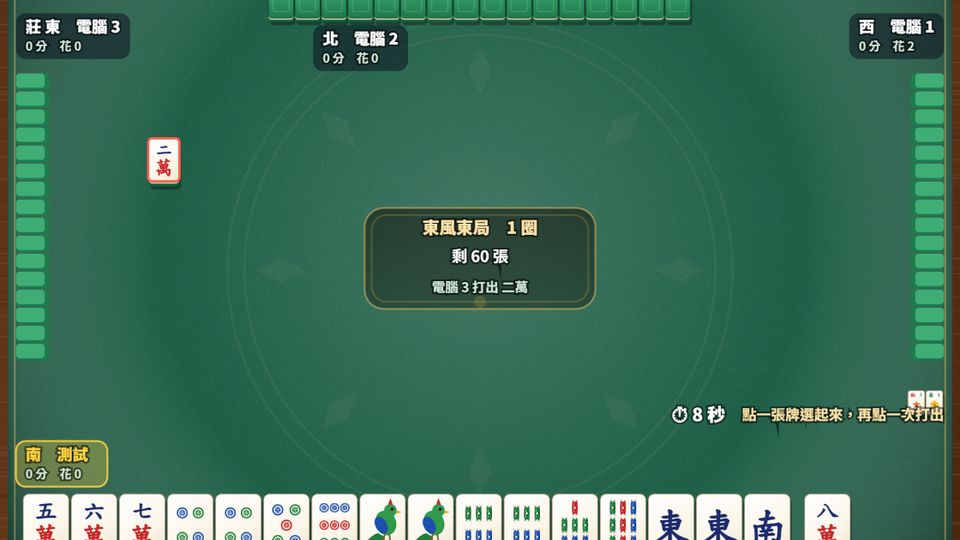 莊 東 電腦 3
0分 花0
北 電腦 2
0分 花0
西 電腦 1
0分 花2
二
萬
東風東局 1 圈
剩 60 張
電腦 3 打出 二萬
8 秒 點一張牌選起來，再點一次打出
南 測試
0分 花0
五 六 七 東 東 南 八
萬 萬 萬 萬